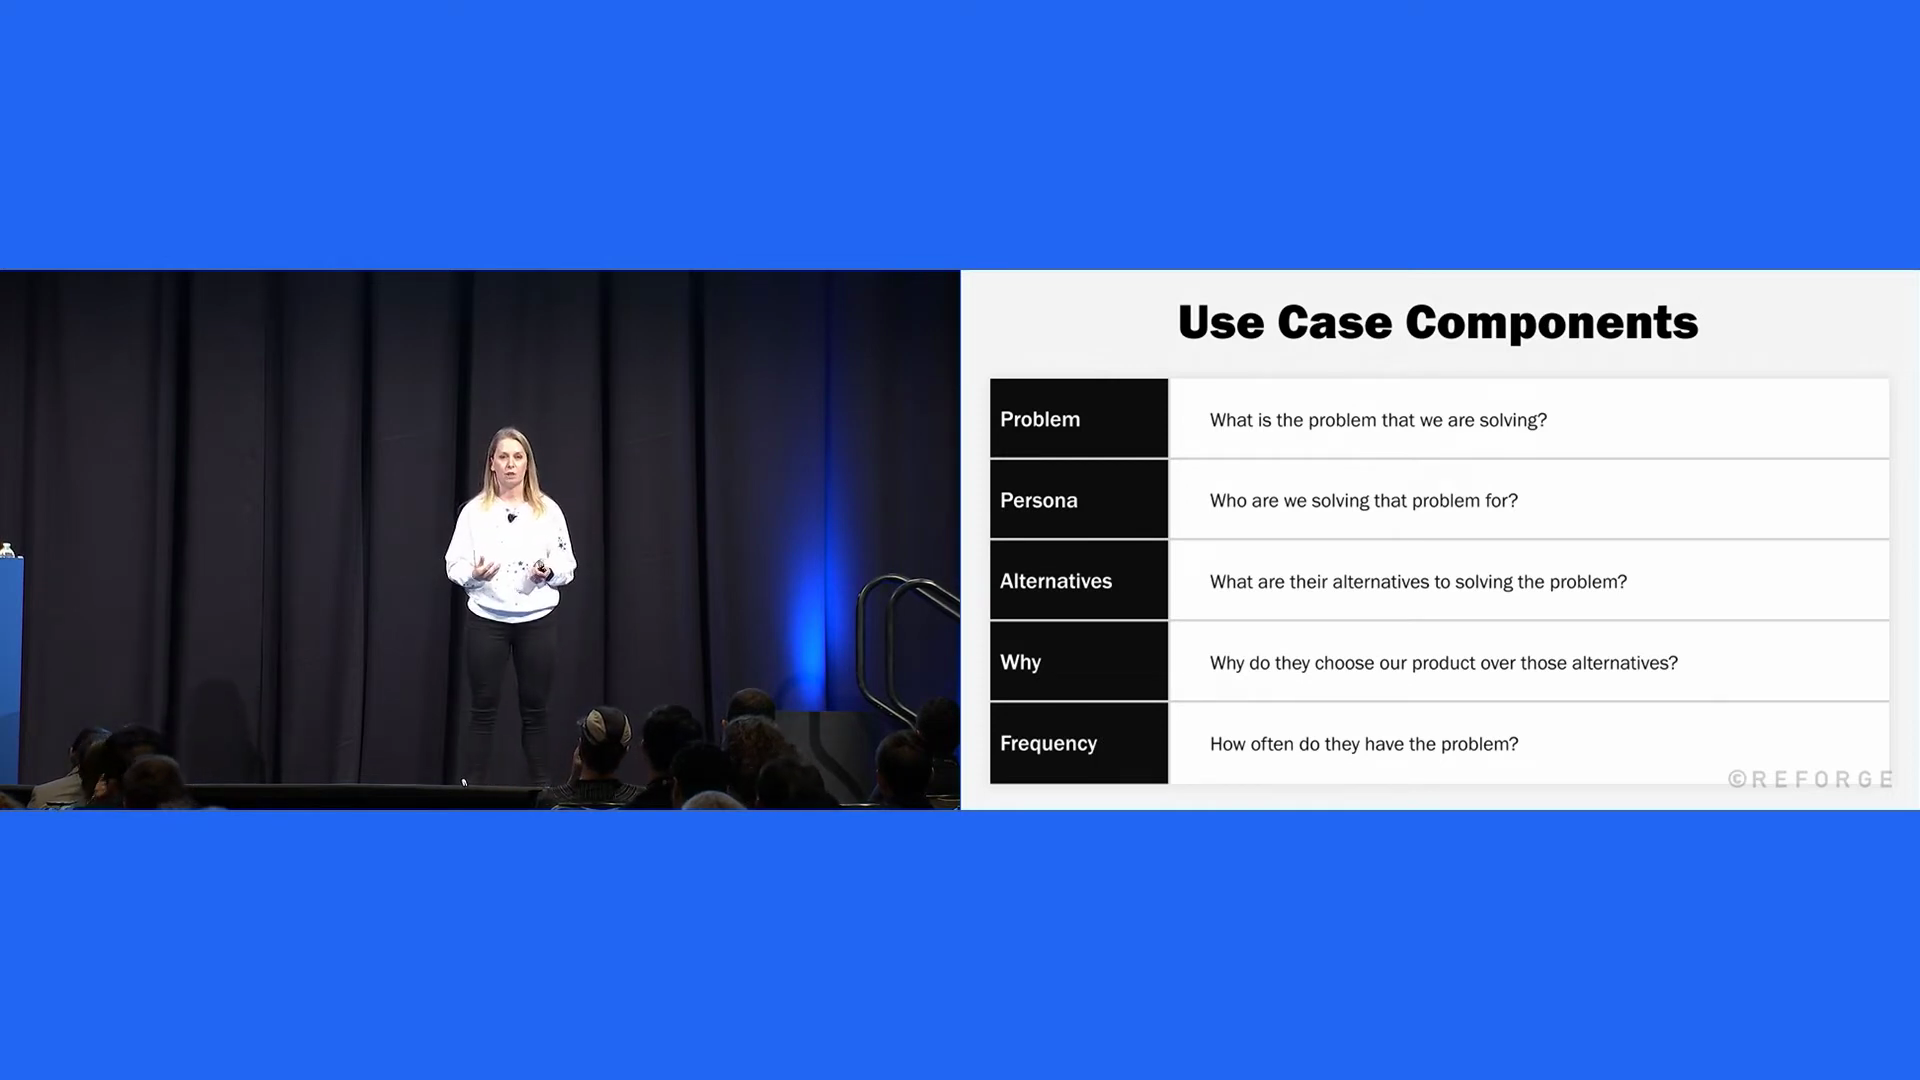 Use Case Components
Problem What is the problem that we are solving?
Persona Who are we solving that problem for?
Alternatives What are their alternatives to solving the problem?
Why Why do they choose our product over those alternatives?
Frequency How often do they have the problem?
©REFORGE